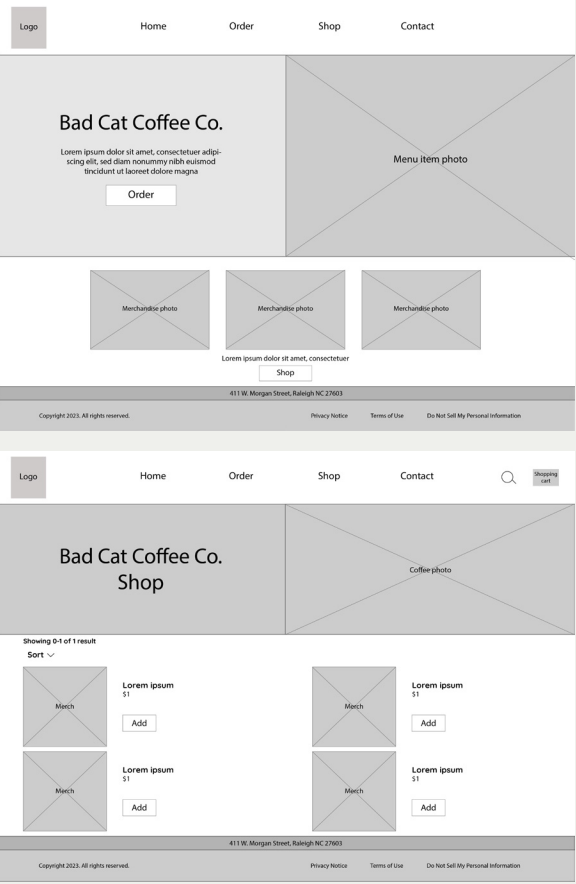 Logo
Home Order Shop Contact
Bad Cat Coffee Co.
Lorem ipsum dolor sit amet, consectetuer adipi-
scing elit, sed diam nonummy nibh euismod
tincidunt ut laoreet dolore magna
Order
Menu item photo
Merchandise photo Merchandise photo Merchandise photo
Lorem ipsum dolor sit amet, consectetuer
Shop
411 W. Morgan Street, Raleigh NC 27603
Copyright 2023. All rights reserved. Privacy Notice Terms of Use Do Not Sell My Personal Information
Logo
Home Order Shop Contact
Shopping
cart
Bad Cat Coffee Co.
Shop
Coffee photo
Showing 0-1 of 1 result
Sort
Merch
Lorem ipsum
$1
Add
Merch
Lorem ipsum
$1
Add
Merch
Lorem ipsum
$1
Add
Merch
Lorem ipsum
$1
Add
411 W. Morgan Street, Raleigh NC 27603
Copyright 2023. All rights reserved. Privacy Notice Terms of Use Do Not Sell My Personal Information